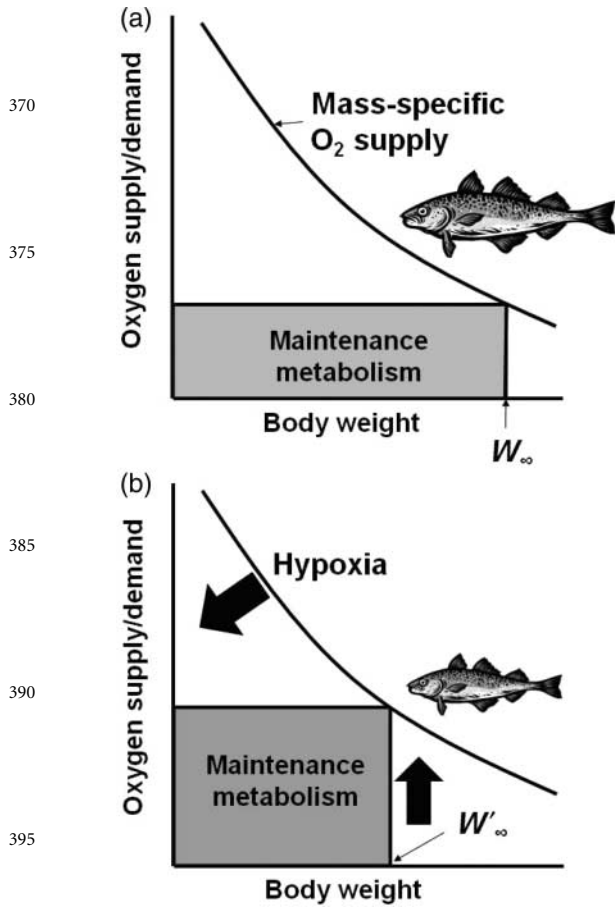 (a)
370
Mass-specific
O₂ supply
Oxygen supply/demand
375
Maintenance
metabolism
380
Body weight
W∞
(b)
385
Hypoxia
Oxygen supply/demand
390
Maintenance
metabolism
W'∞
395
Body weight